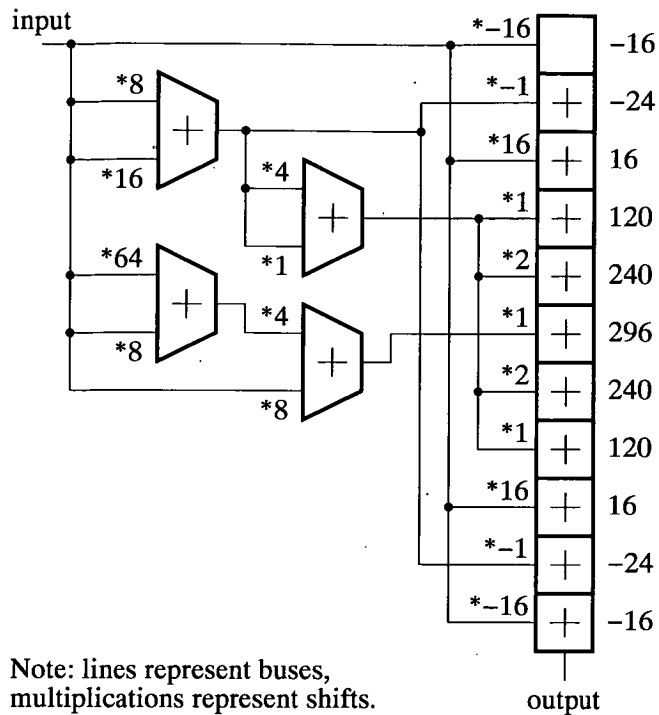 input
*-16 -16
*8 *-1 -24
*16 *4 *16 16
+ + + + +
*1 *1 120
*64 *2 240
*4 *1 296
*8 *2 240
*8 *1 120
*16 16
*-1 -24
*-16 -16
Note: lines represent buses,
multiplications represent shifts.
output